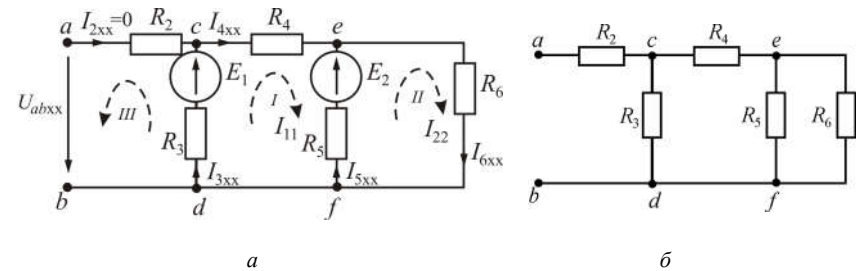 a I2xx=0 R2 c I4xx R4 e
E1 E2
Uabxx III I II R6
R3 I11 R5 I22
I3xx I5xx I6xx
b d f
a R2 c R4 e
R3 R5 R6
b d f
а б